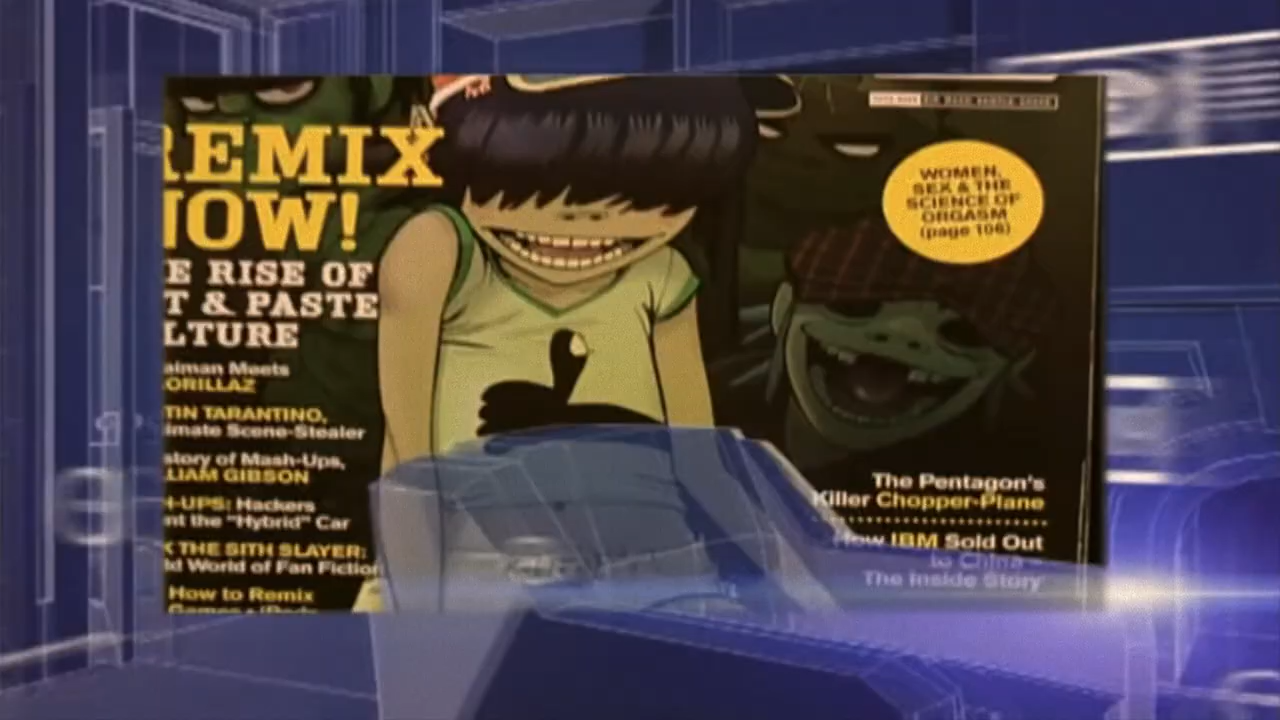 REMIX
NOW!
E RISE OF
T & PASTE
LTURE
aiman Meets
ORILLAZ
TIN TARANTINO,
imate Scene-Stealer
story of Mash-Ups,
LIAM GIBSON
H-UPS: Hackers
nt the "Hybrid" Car
K THE SITH SLAYER:
ld World of Fan Fiction
How to Remix
Games • iPods
WOMEN,
SEX & THE
SCIENCE OF
ORGASM
(page 106)
The Pentagon's
Killer Chopper-Plane
How IBM Sold Out
to China –
The Inside Story